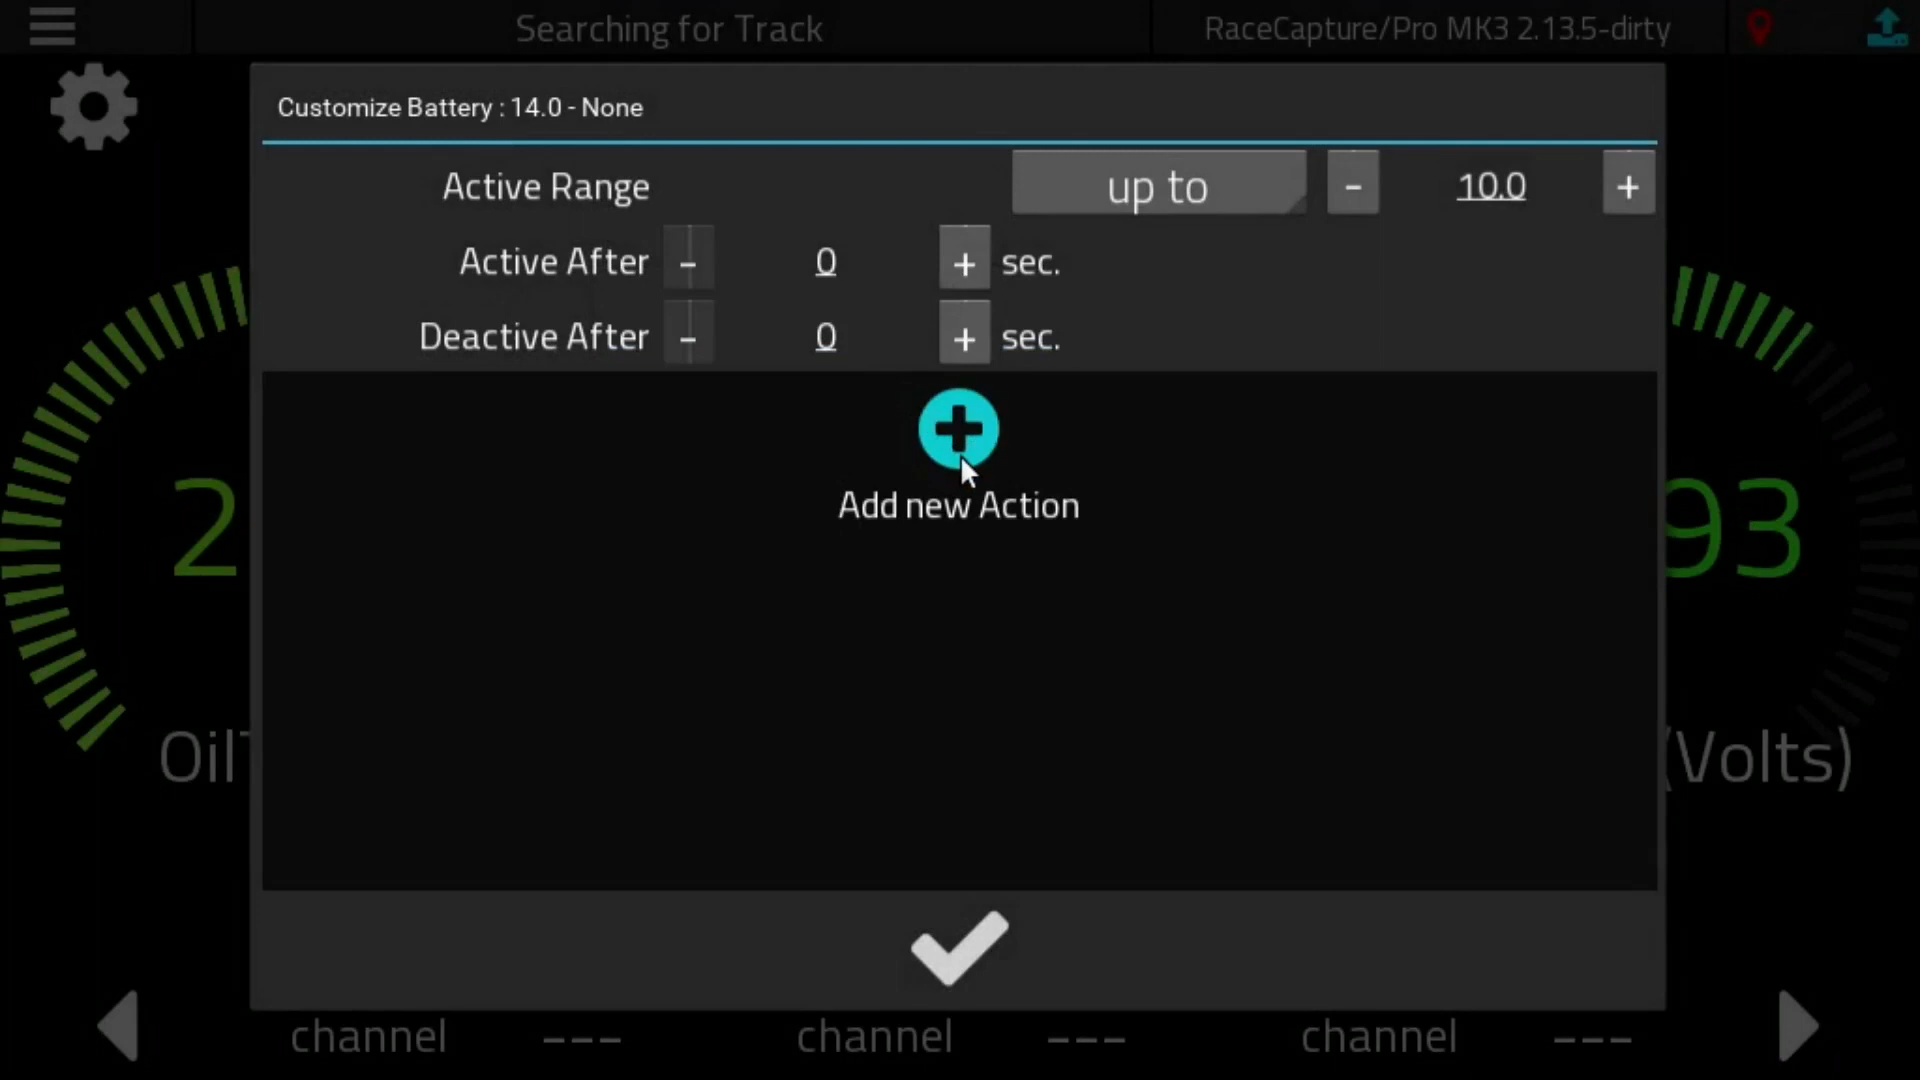 Searching for Track
RaceCapture/Pro MK3 2.13.5-dirty
Customize Battery : 14.0 - None
Active Range up to - 10.0 +
Active After - 0 + sec.
Deactive After - 0 + sec.
Add new Action
2 93
Oil (Volts)
channel --- channel --- channel ---